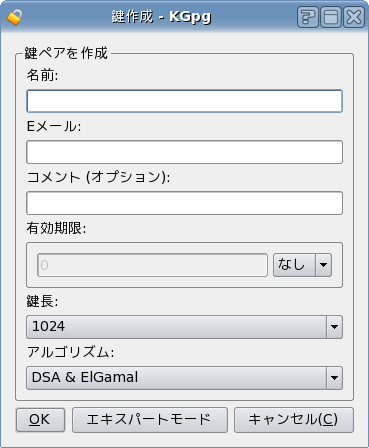 鍵作成 - KGpg
鍵ペアを作成
名前:
Eメール:
コメント (オプション):
有効期限:
0 なし
鍵長:
1024
アルゴリズム:
DSA & ElGamal
OK エキスパートモード キャンセル(C)